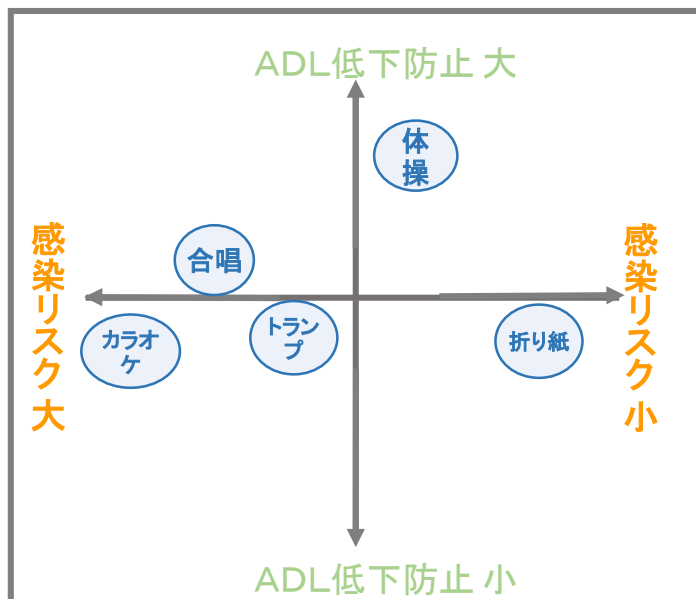 ADL低下防止 大
体
操
感染リスク 大
合唱
感染リスク 小
カラオ
ケ
トラン
プ
折り紙
ADL低下防止 小